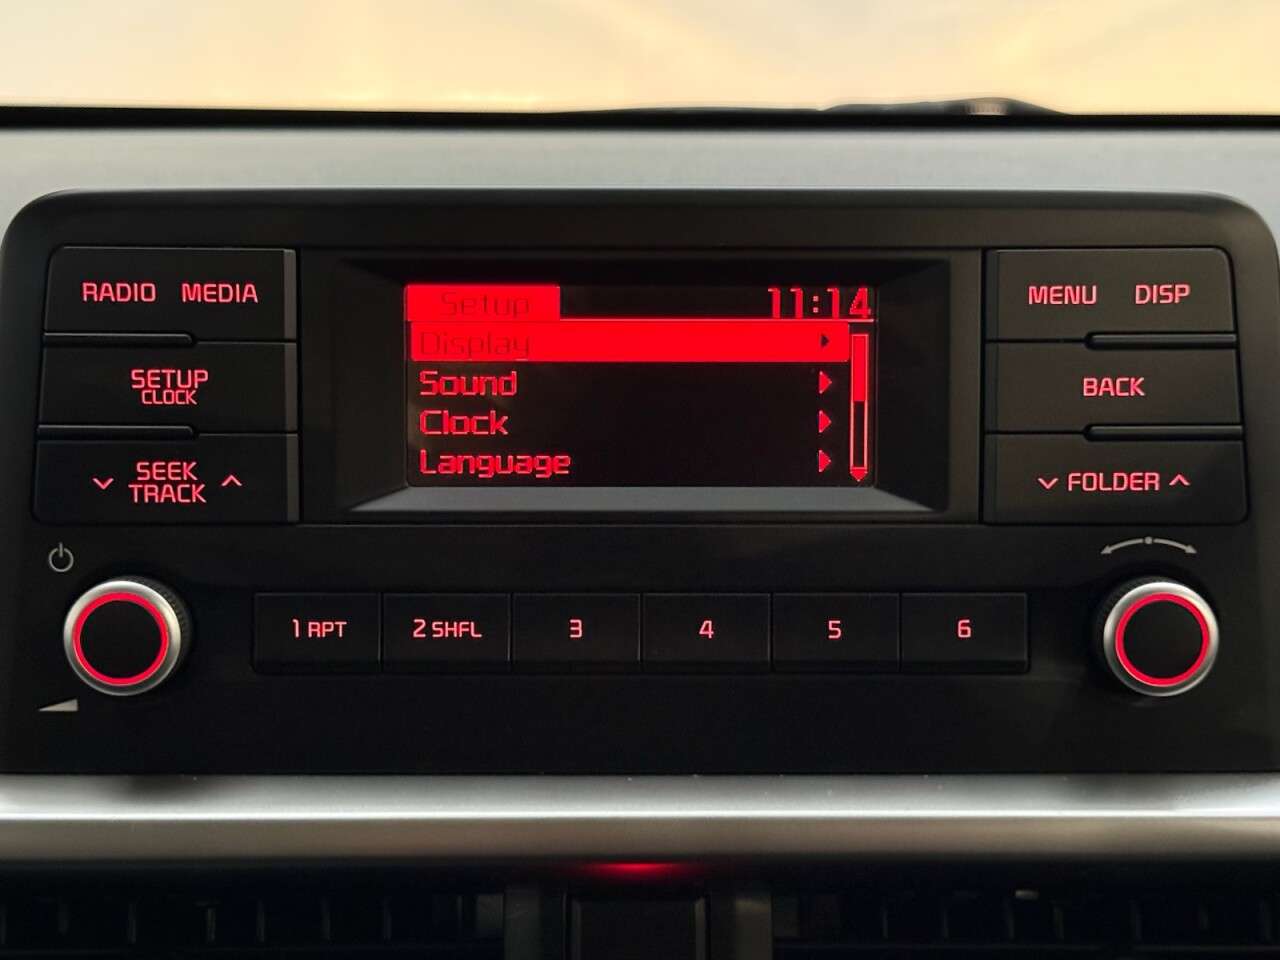 RADIO MEDIA
SETUP
CLOCK
SEEK
TRACK
Setup 11:14
Display
Sound
Clock
Language
MENU DISP
BACK
FOLDER
1 RPT 2 SHFL 3 4 5 6